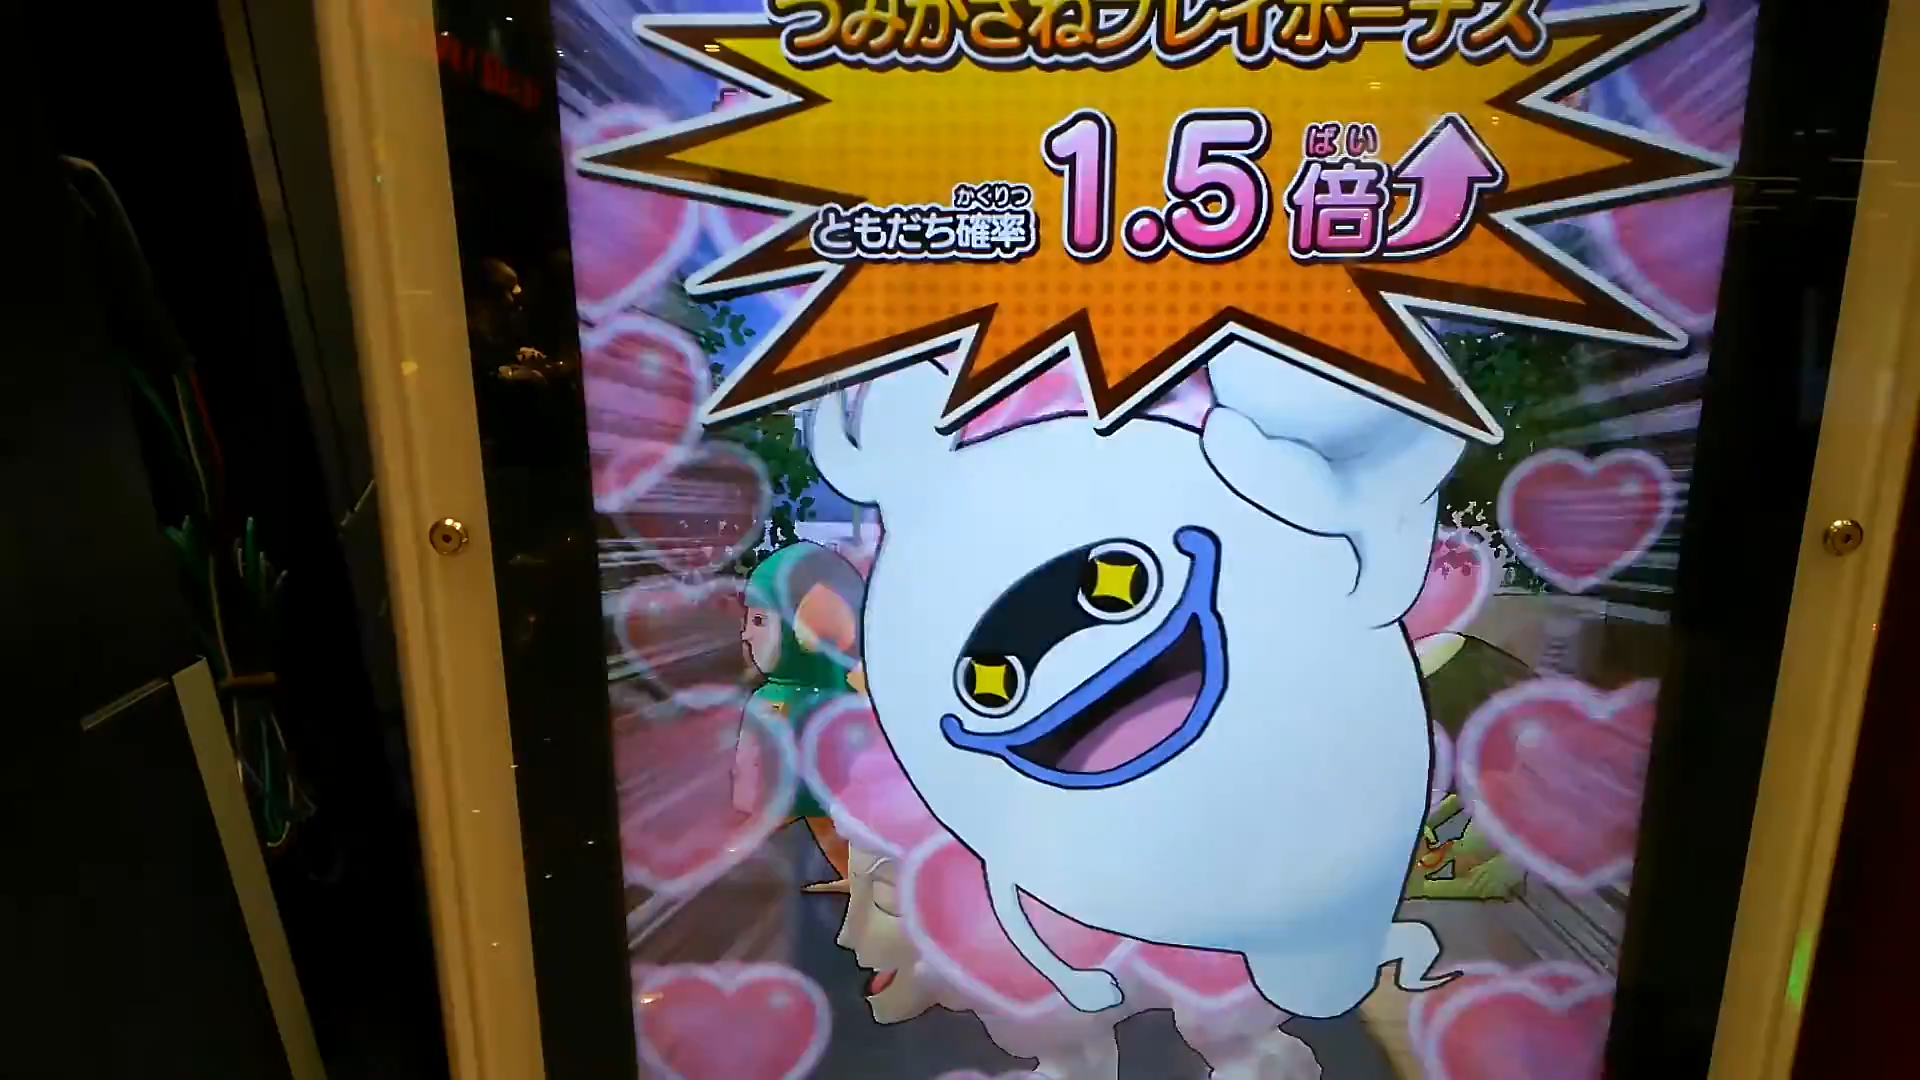 つみかさねプレイボーナス
ともだち確率 1.5倍
かくりつ
ばい